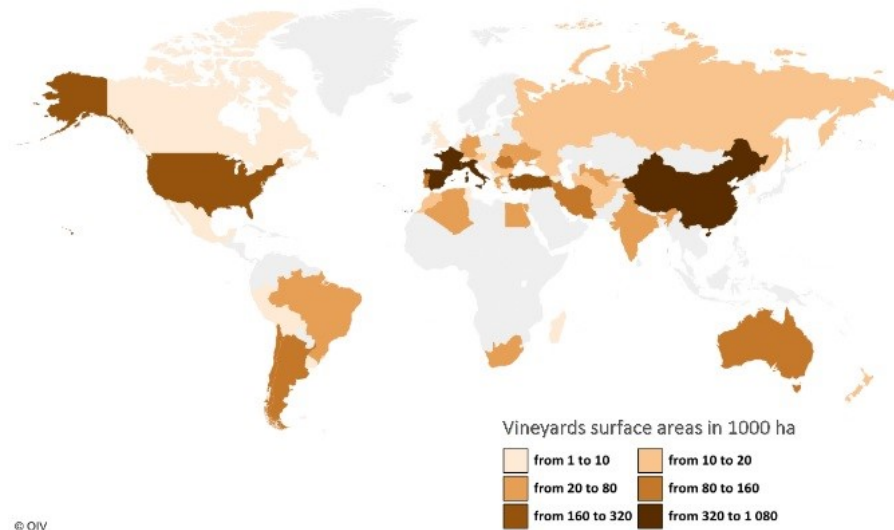 Vineyards surface areas in 1000 ha
from 1 to 10
from 10 to 20
from 20 to 80
from 80 to 160
from 160 to 320
from 320 to 1 080
© OIV